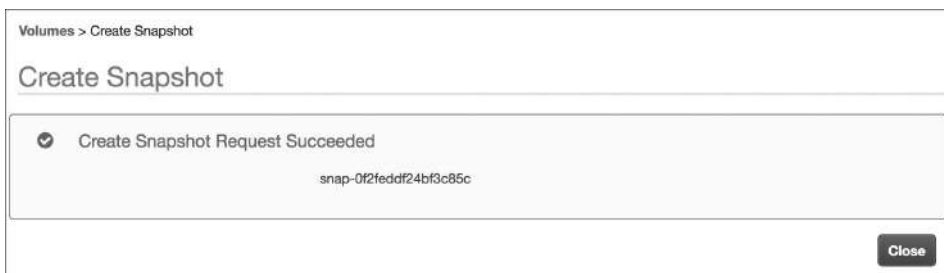 Volumes > Create Snapshot
Create Snapshot
Create Snapshot Request Succeeded
snap-0f2feddf24bf3c85c
Close